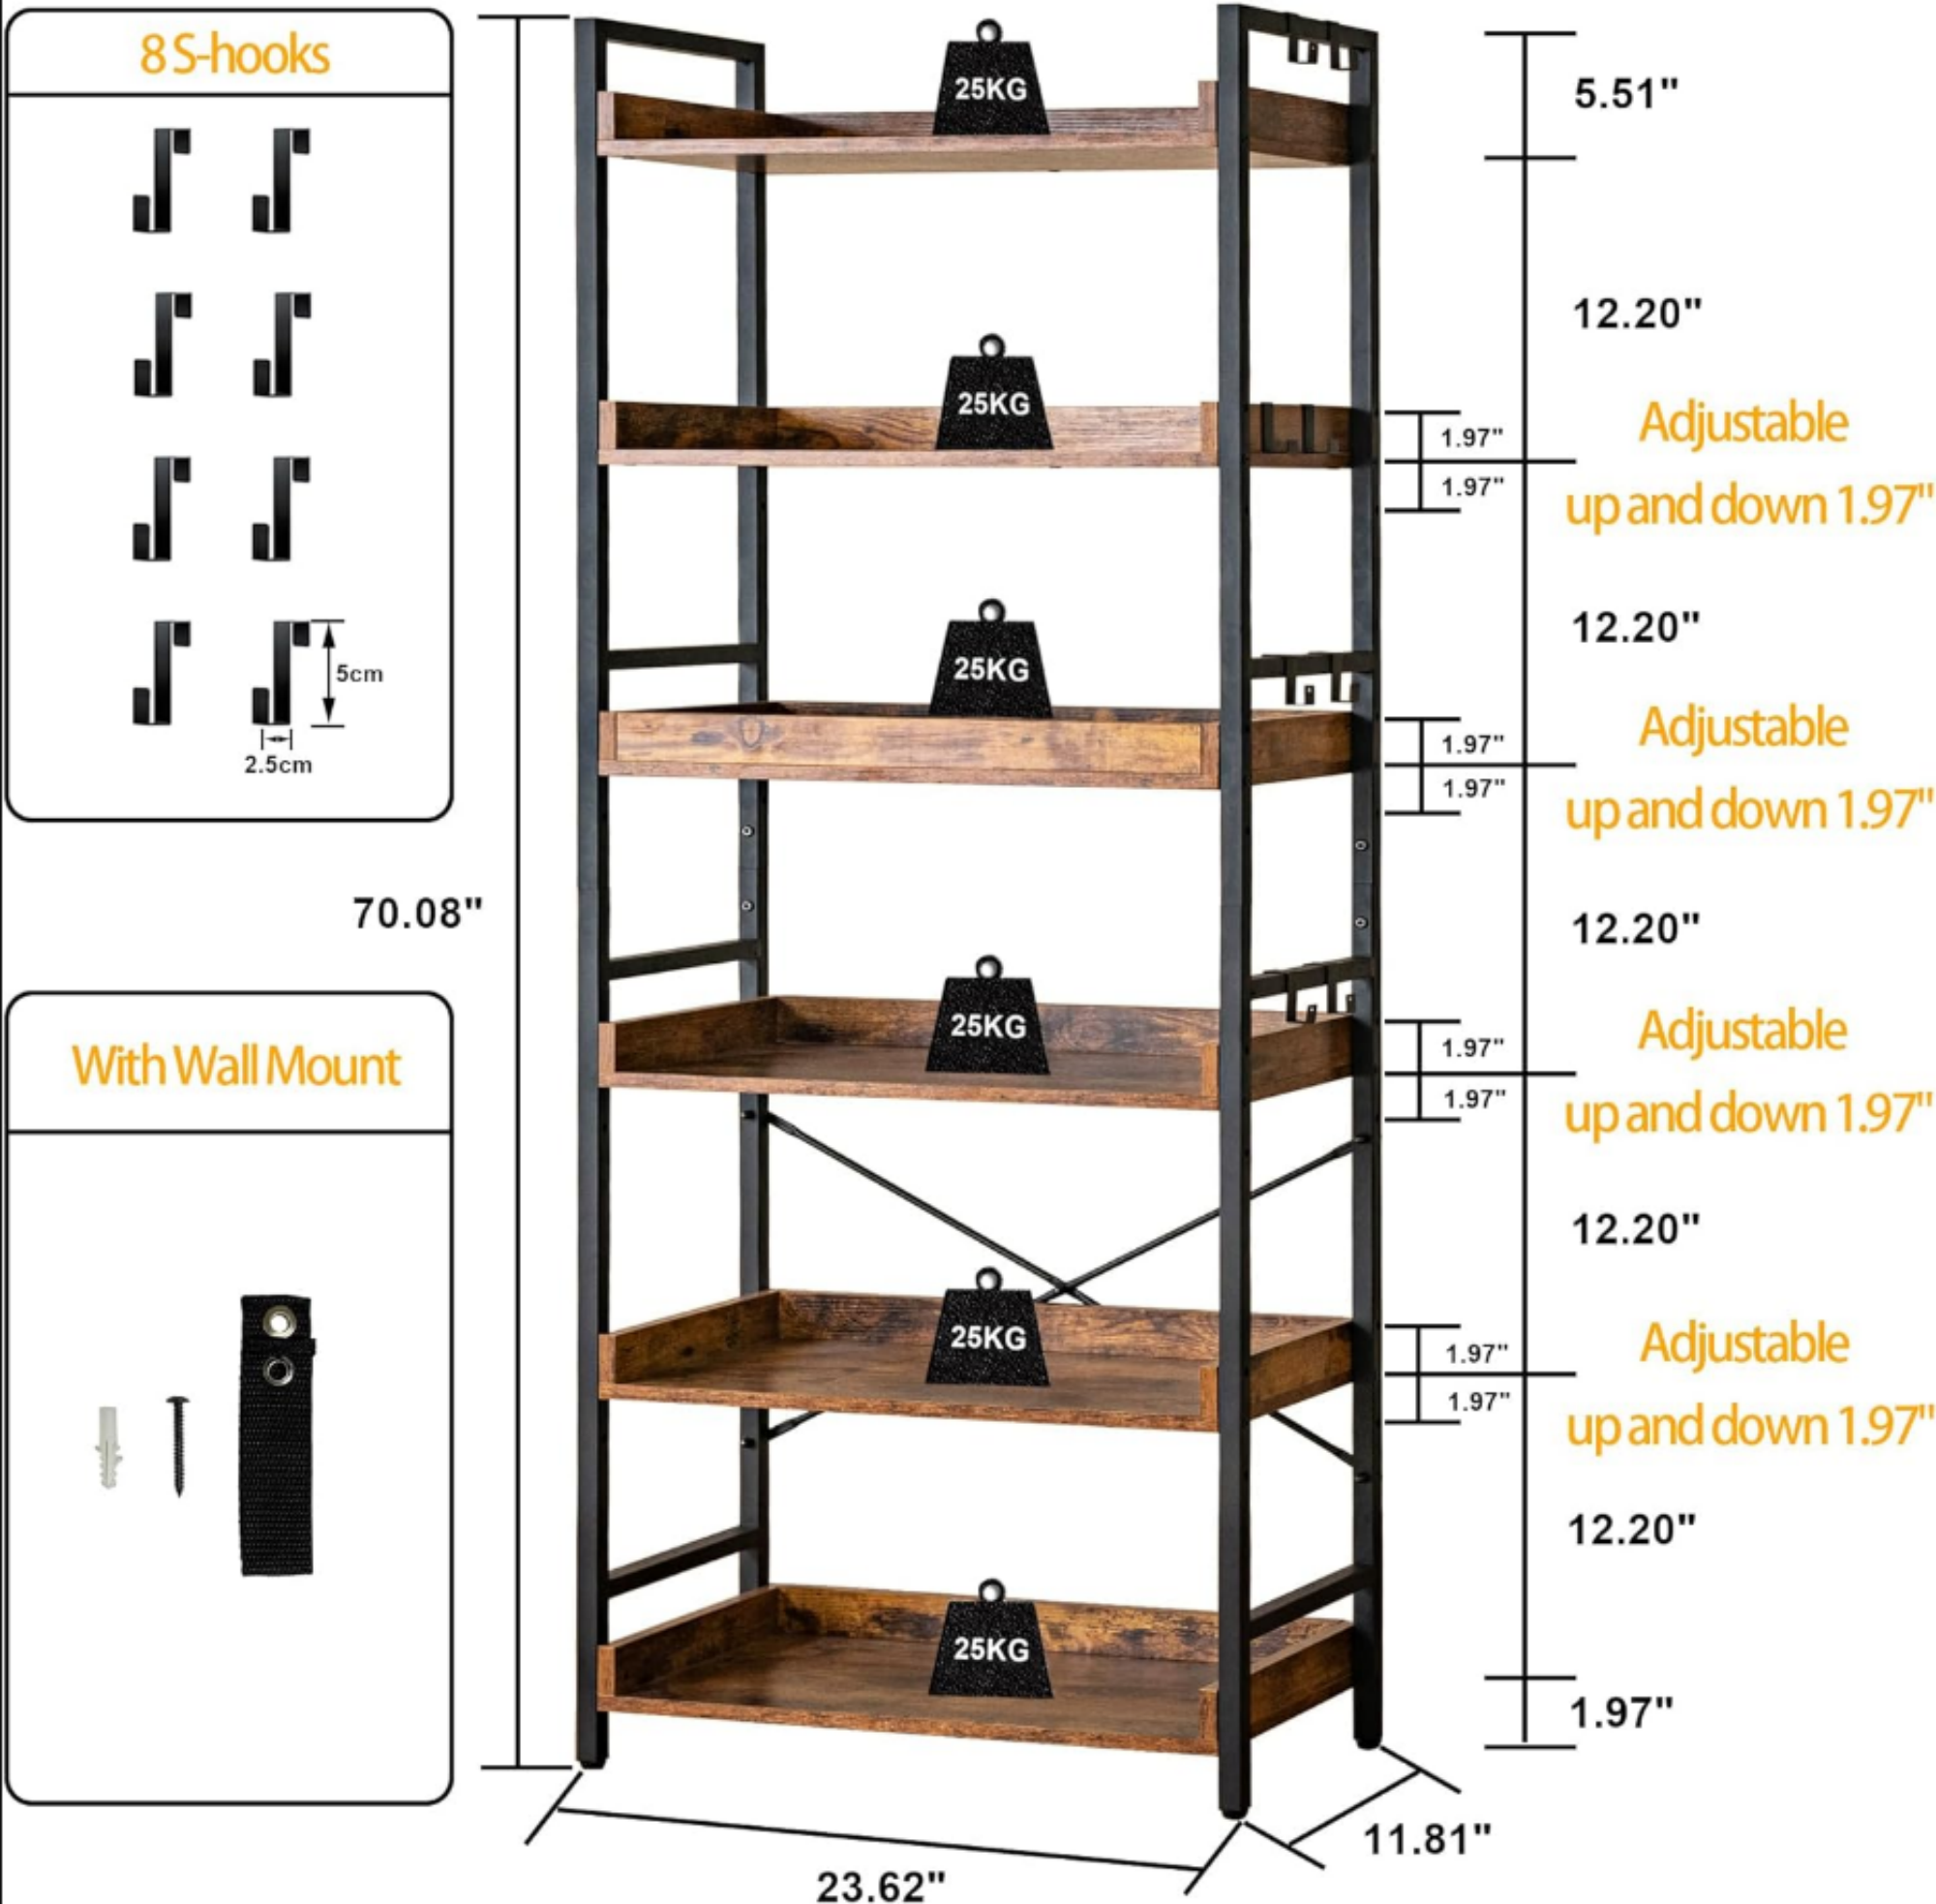 8 S-hooks
5cm
2.5cm
70.08"
With Wall Mount
25KG
25KG
25KG
25KG
25KG
25KG
5.51"
12.20"
1.97"
1.97"
Adjustable
up and down 1.97"
12.20"
1.97"
1.97"
Adjustable
up and down 1.97"
12.20"
1.97"
1.97"
Adjustable
up and down 1.97"
12.20"
1.97"
1.97"
Adjustable
up and down 1.97"
12.20"
1.97"
11.81"
23.62"